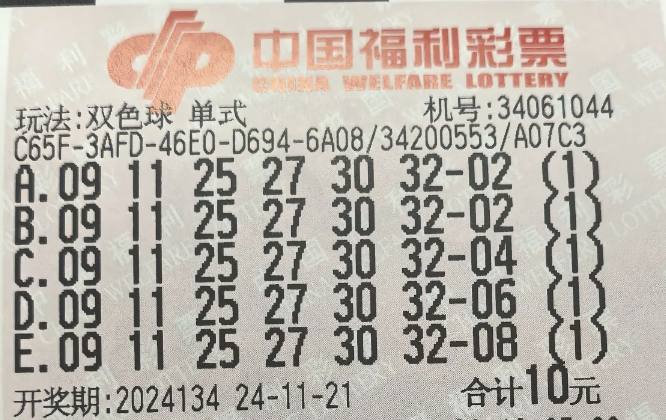 中国福利彩票
CHINA WELFARE LOTTERY
玩法:双色球 单式 机号:34061044
C65F-3AFD-46E0-D694-6A08/34200553/A07C3
A.09 11 25 27 30 32-02 (1)
B.09 11 25 27 30 32-02 (1)
C.09 11 25 27 30 32-04 (1)
D.09 11 25 27 30 32-06 (1)
E.09 11 25 27 30 32-08 (1)
开奖期:2024134 24-11-21 合计10元